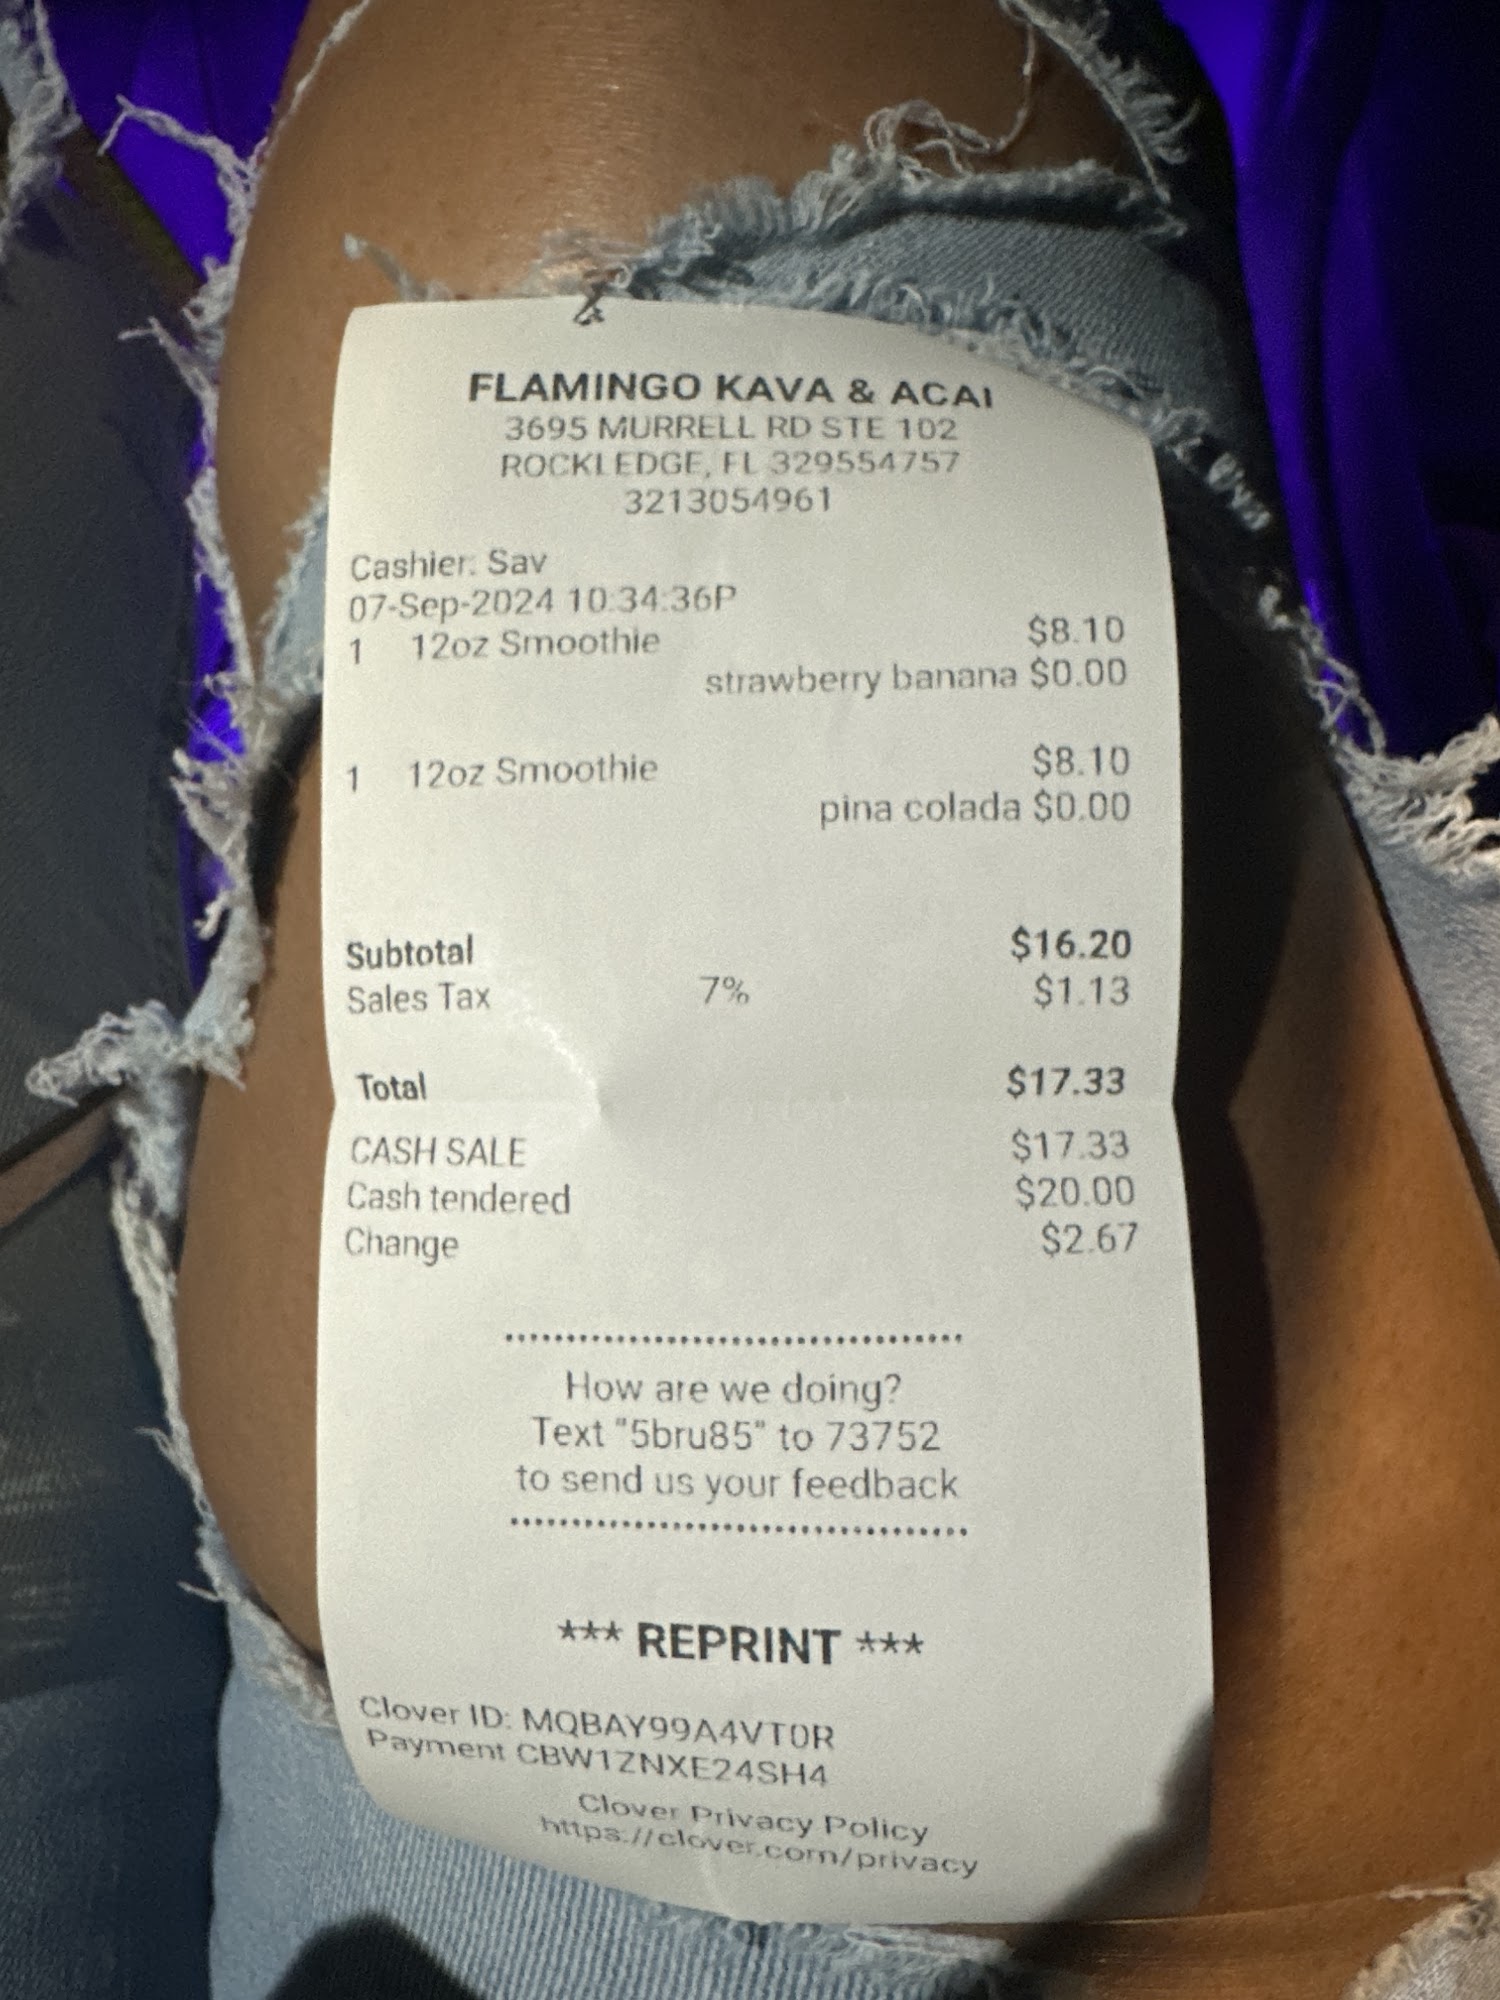 FLAMINGO KAVA & ACAI
3695 MURRELL RD STE 102
ROCKLEDGE, FL 329554757
3213054961
Cashier: Sav
07-Sep-2024 10:34:36P
1 12oz Smoothie $8.10
strawberry banana $0.00
1 12oz Smoothie $8.10
pina colada $0.00
Subtotal $16.20
Sales Tax 7% $1.13
Total $17.33
CASH SALE $17.33
Cash tendered $20.00
Change $2.67
How are we doing?
Text "5bru85" to 73752
to send us your feedback
*** REPRINT ***
Clover ID: MQBAY99A4VT0R
Payment CBW1ZNXE24SH4
Clover Privacy Policy
https://clover.com/privacy